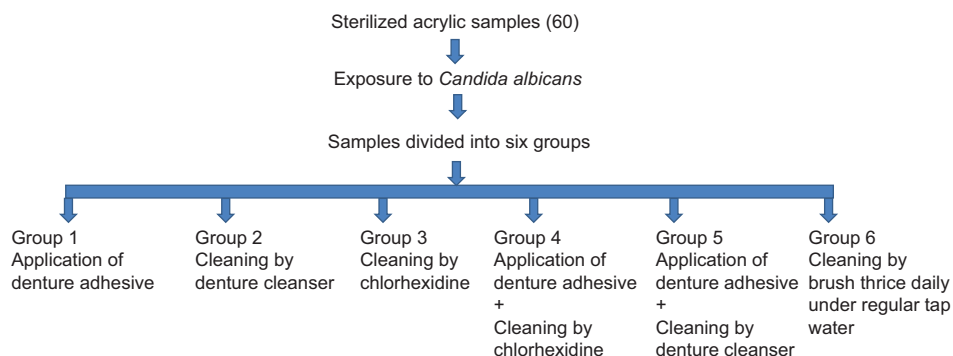 Sterilized acrylic samples (60)
Exposure to Candida albicans
Samples divided into six groups
Group 1
Application of
denture adhesive
Group 2
Cleaning by
denture cleanser
Group 3
Cleaning by
chlorhexidine
Group 4
Application of
denture adhesive
+
Cleaning by
chlorhexidine
Group 5
Application of
denture adhesive
+
Cleaning by
denture cleanser
Group 6
Cleaning by
brush thrice daily
under regular tap
water